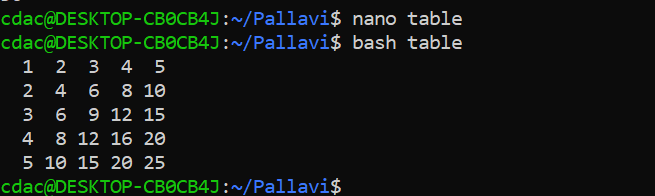 cdac@DESKTOP-CB0CB4J:~/Pallavi$ nano table
cdac@DESKTOP-CB0CB4J:~/Pallavi$ bash table
  1  2  3  4  5
  2  4  6  8 10
  3  6  9 12 15
  4  8 12 16 20
  5 10 15 20 25
cdac@DESKTOP-CB0CB4J:~/Pallavi$